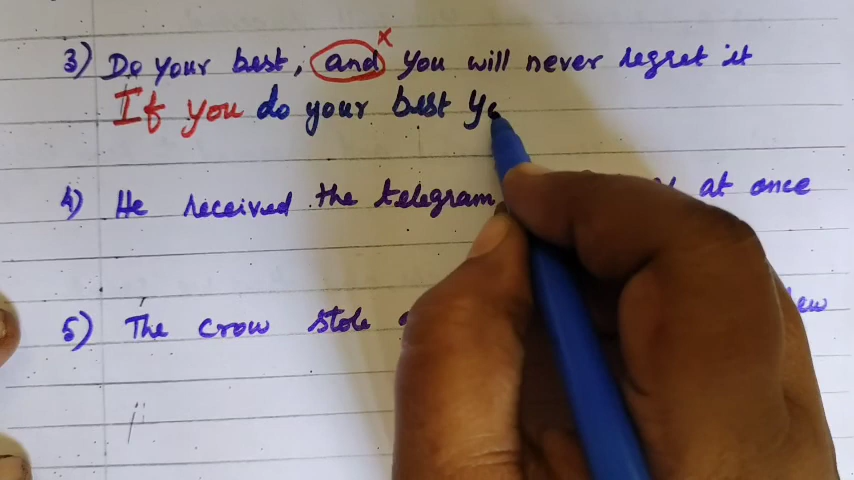 3) Do your best, and x you will never regret it
If you do your best yo
4) He received the telegram at once
5) The crow stole